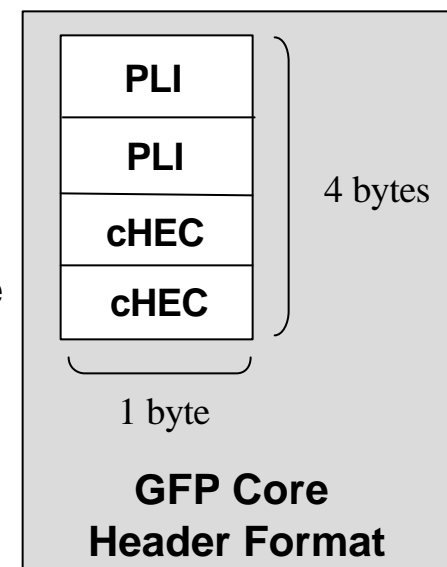 PLI
PLI
4 bytes
cHEC
cHEC
1 byte
GFP Core
Header Format